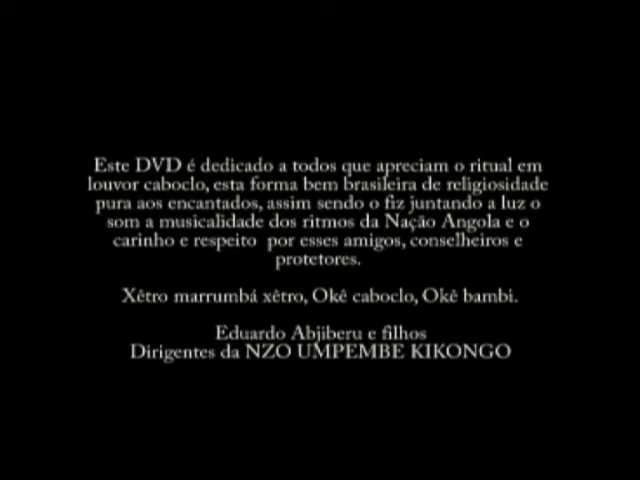 Este DVD é dedicado a todos que apreciam o ritual em
louvor caboclo, esta forma bem brasileira de religiosidade
pura aos encantados, assim sendo o fiz juntando a luz o
som a musicalidade dos ritmos da Nação Angola e o
carinho e respeito  por esses amigos, conselheiros e
protetores.
Xêtro marrumbá xêtro, Okê caboclo, Okê bambi.
Eduardo Abjiberu e filhos
Dirigentes da NZO UMPEMBE KIKONGO